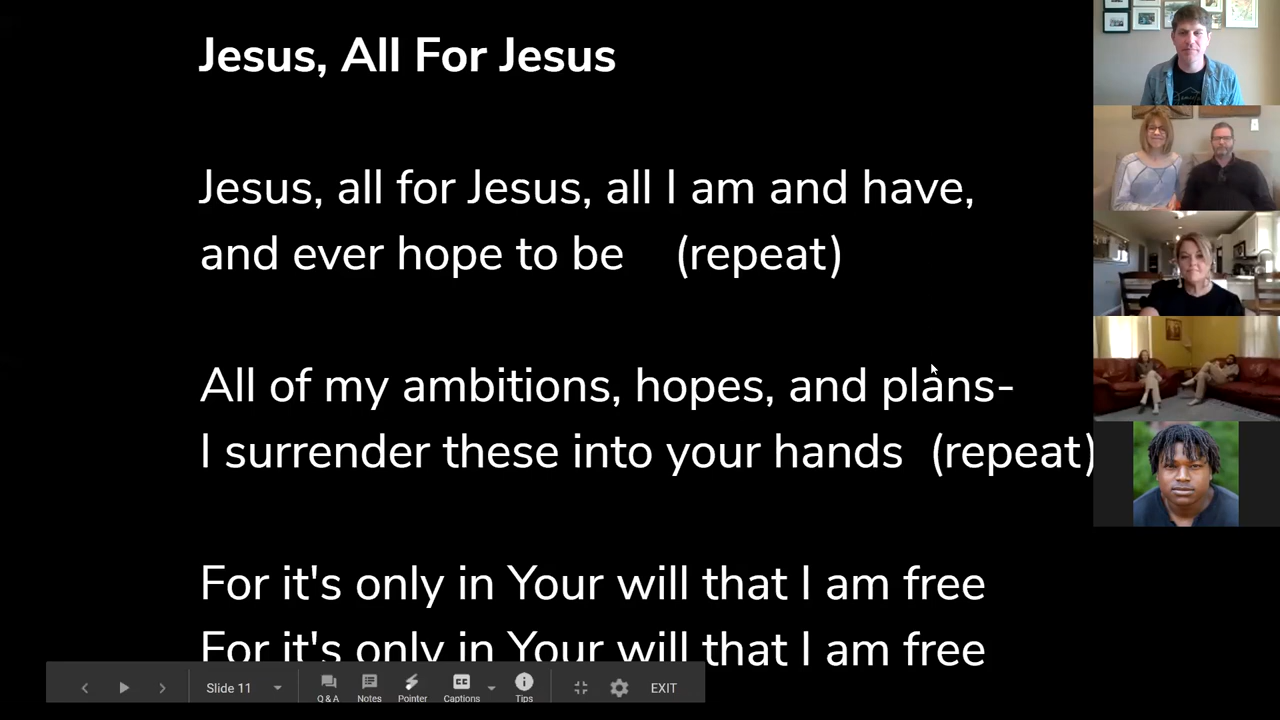 Jesus, All For Jesus
Jesus, all for Jesus, all I am and have,
and ever hope to be (repeat)
All of my ambitions, hopes, and plans-
I surrender these into your hands (repeat)
For it's only in Your will that I am free
For it's only in Your will that I am free
Slide 11
Q & A
Notes
Pointer
Captions
Tips
EXIT